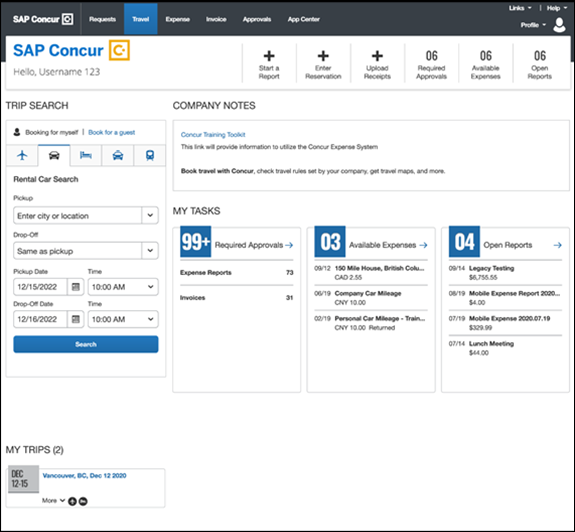 SAP Concur C Requests Travel Expense Invoice Approvals App Center
Links Help
Profile
SAP Concur C
Hello, Username 123
+ Start a Report
+ Enter Reservation
+ Upload Receipts
06 Required Approvals
06 Available Expenses
06 Open Reports
TRIP SEARCH
Booking for myself | Book for a guest
Rental Car Search
Pickup
Enter city or location
Drop-Off
Same as pickup
Pickup Date Time
12/15/2022 10:00 AM
Drop-Off Date Time
12/16/2022 10:00 AM
Search
COMPANY NOTES
Concur Training Toolkit
This link will provide information to utilize the Concur Expense System
Book travel with Concur, check travel rules set by your company, get travel maps, and more.
MY TASKS
99+ Required Approvals →
Expense Reports 73
Invoices 31
03 Available Expenses →
09/12 150 Mile House, British Colu...
CAD 2.55
06/19 Company Car Mileage
CNY 10.00
02/19 Personal Car Mileage - Train...
CNY 10.00 Returned
04 Open Reports →
09/14 Legacy Testing
$6,755.55
08/19 Mobile Expense Report 2020...
$4.00
07/19 Mobile Expense 2020.07.19
$329.99
07/14 Lunch Meeting
$44.00
MY TRIPS (2)
DEC
12-15
Vancouver, BC, Dec 12 2020
More